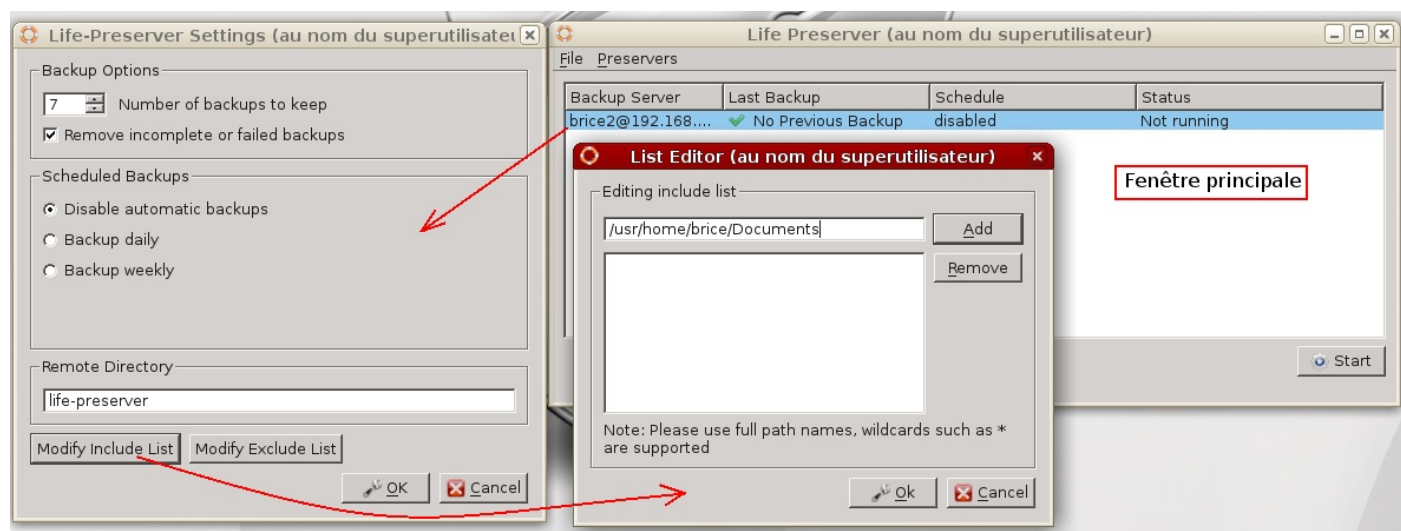 Life-Preserver Settings (au nom du superutilisateu
Backup Options
7 Number of backups to keep
Remove incomplete or failed backups
Scheduled Backups
Disable automatic backups
Backup daily
Backup weekly
Remote Directory
life-preserver
Modify Include List Modify Exclude List
OK Cancel
Life Preserver (au nom du superutilisateur)
File Preservers
Backup Server Last Backup Schedule Status
brice2@192.168.... No Previous Backup disabled Not running
Fenêtre principale
Start
List Editor (au nom du superutilisateur)
Editing include list
/usr/home/brice/Documents Add
Remove
Note: Please use full path names, wildcards such as *
are supported
Ok Cancel